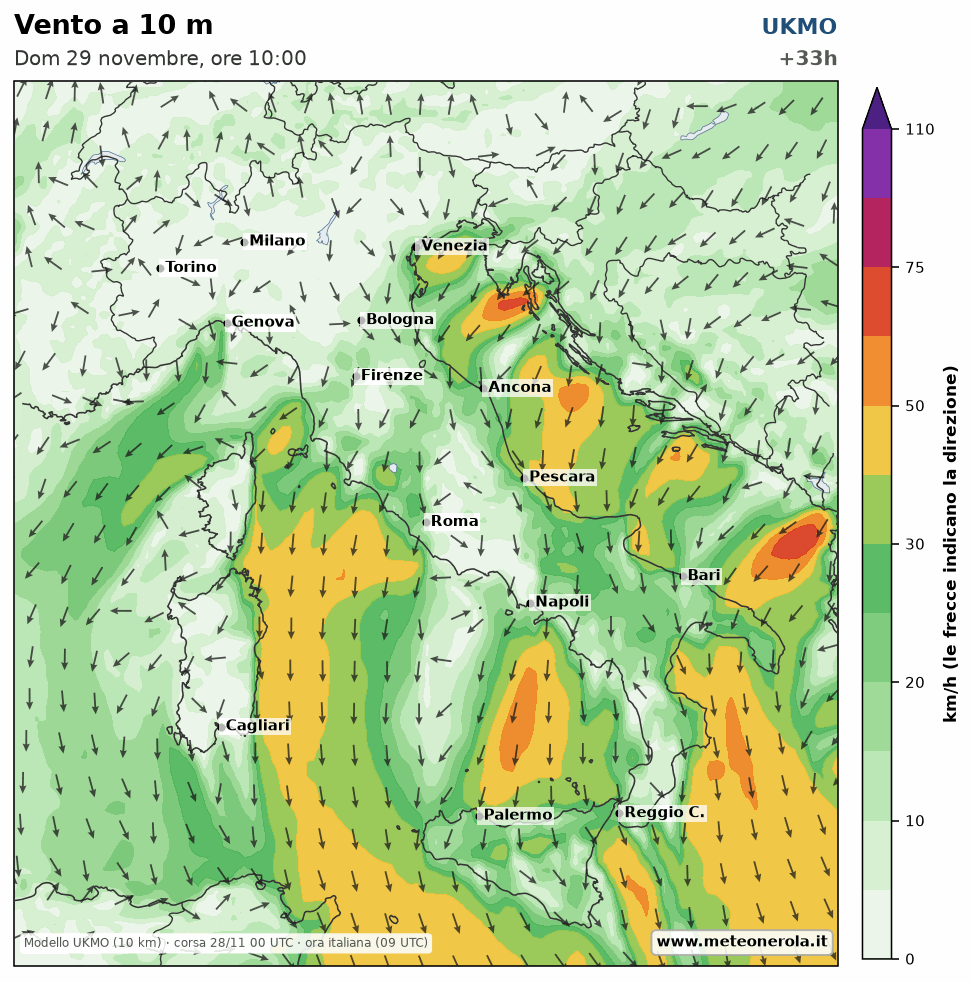 Vento a 10 m
UKMO
Dom 29 novembre, ore 10:00
+33h
110
75
50
30
20
10
0
km/h (le frecce indicano la direzione)
Venezia
Milano
Torino
Genova
Bologna
Firenze
Ancona
Pescara
Roma
Bari
Napoli
Cagliari
Palermo
Reggio C.
Modello UKMO (10 km) · corsa 28/11 00 UTC · ora italiana (09 UTC)
www.meteonerola.it